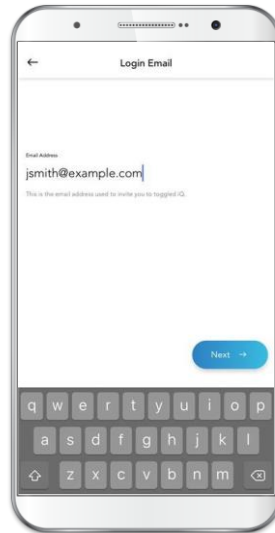 Login Email
Email Address
jsmith@example.com
This is the email address used to invite you to toggled iQ.
Next
q w e r t y u i o p
a s d f g h j k l
z x c v b n m